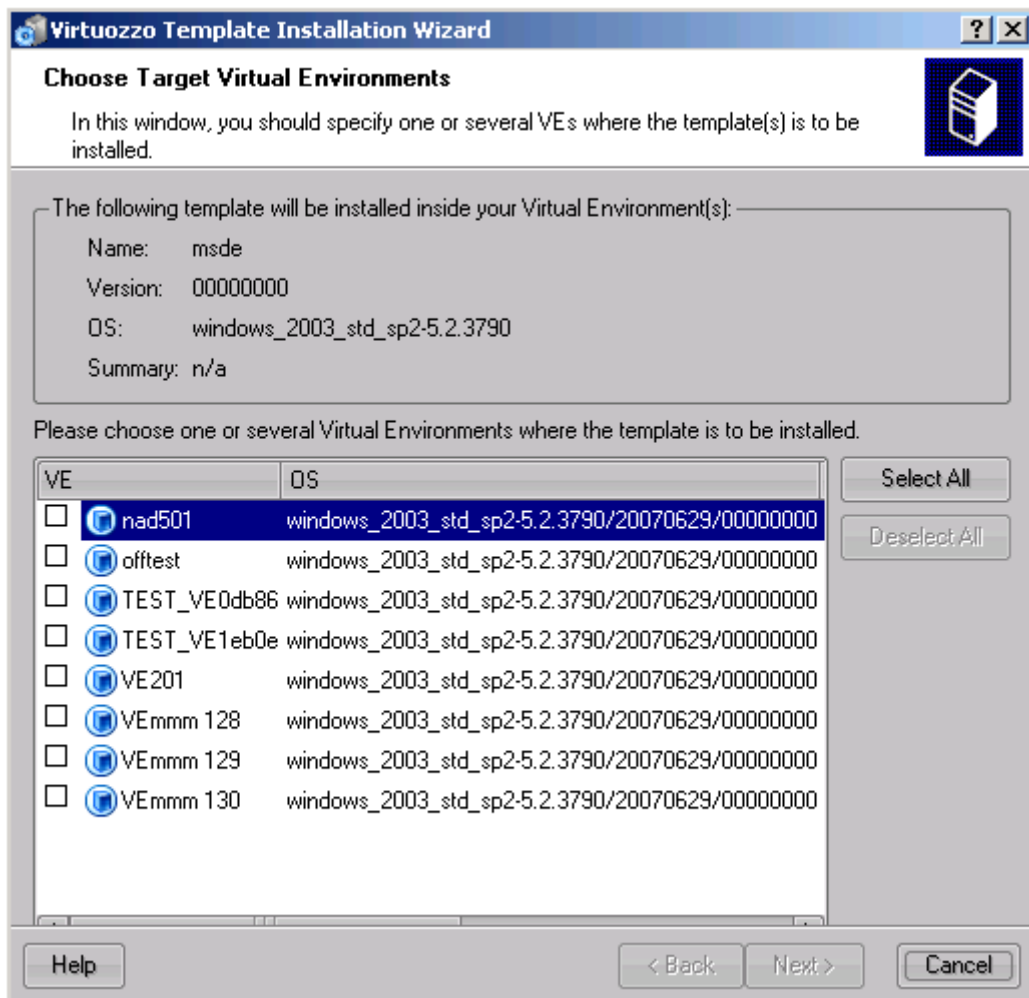 Virtuozzo Template Installation Wizard
Choose Target Virtual Environments
In this window, you should specify one or several VEs where the template(s) is to be
installed.
The following template will be installed inside your Virtual Environment(s):
Name: msde
Version: 00000000
OS: windows_2003_std_sp2-5.2.3790
Summary: n/a
Please choose one or several Virtual Environments where the template is to be installed.
VE OS
nad501 windows_2003_std_sp2-5.2.3790/20070629/00000000
offtest windows_2003_std_sp2-5.2.3790/20070629/00000000
TEST_VE0db86 windows_2003_std_sp2-5.2.3790/20070629/00000000
TEST_VE1eb0e windows_2003_std_sp2-5.2.3790/20070629/00000000
VE201 windows_2003_std_sp2-5.2.3790/20070629/00000000
VEmmm 128 windows_2003_std_sp2-5.2.3790/20070629/00000000
VEmmm 129 windows_2003_std_sp2-5.2.3790/20070629/00000000
VEmmm 130 windows_2003_std_sp2-5.2.3790/20070629/00000000
Select All
Deselect All
Help
< Back
Next >
Cancel